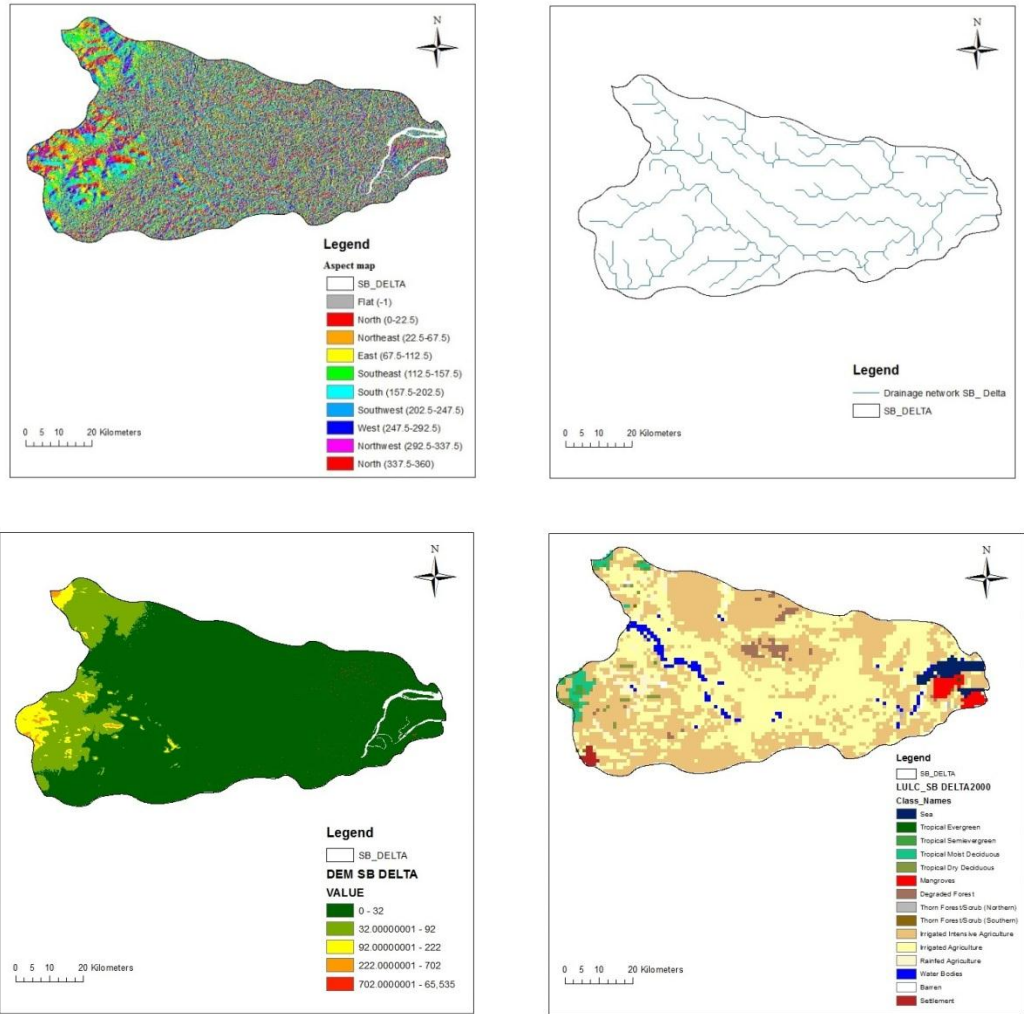 N
Legend
Aspect map
SB_DELTA
Flat (-1)
North (0-22.5)
Northeast (22.5-67.5)
East (67.5-112.5)
Southeast (112.5-157.5)
South (157.5-202.5)
Southwest (202.5-247.5)
West (247.5-292.5)
Northwest (292.5-337.5)
North (337.5-360)
0 5 10 20 Kilometers
N
Legend
Drainage network SB_ Delta
SB_DELTA
0 5 10 20 Kilometers
N
Legend
SB_DELTA
DEM SB DELTA
VALUE
0 - 32
32.00000001 - 92
92.00000001 - 222
222.0000001 - 702
702.0000001 - 65,535
0 5 10 20 Kilometers
N
Legend
SB_DELTA
LULC_SB DELTA2000
Class_Names
Sea
Tropical Evergreen
Tropical Semievergreen
Tropical Moist Deciduous
Tropical Dry Deciduous
Mangroves
Degraded Forest
Thorn Forest/Scrub (Northern)
Thorn Forest/Scrub (Southern)
Irrigated Intensive Agriculture
Irrigated Agriculture
Rainfed Agriculture
Water Bodies
Barren
Settlement
0 5 10 20 Kilometers